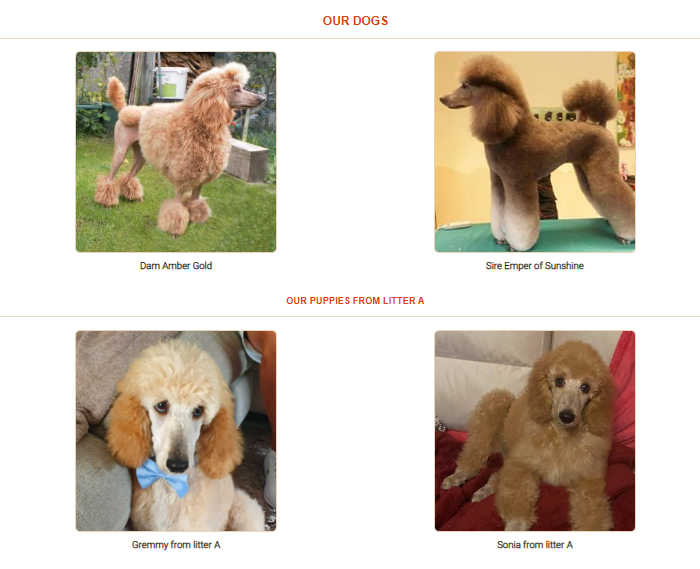 OUR DOGS
Dam Amber Gold
Sire Emper of Sunshine
OUR PUPPIES FROM LITTER A
Gremmy from litter A
Sonia from litter A